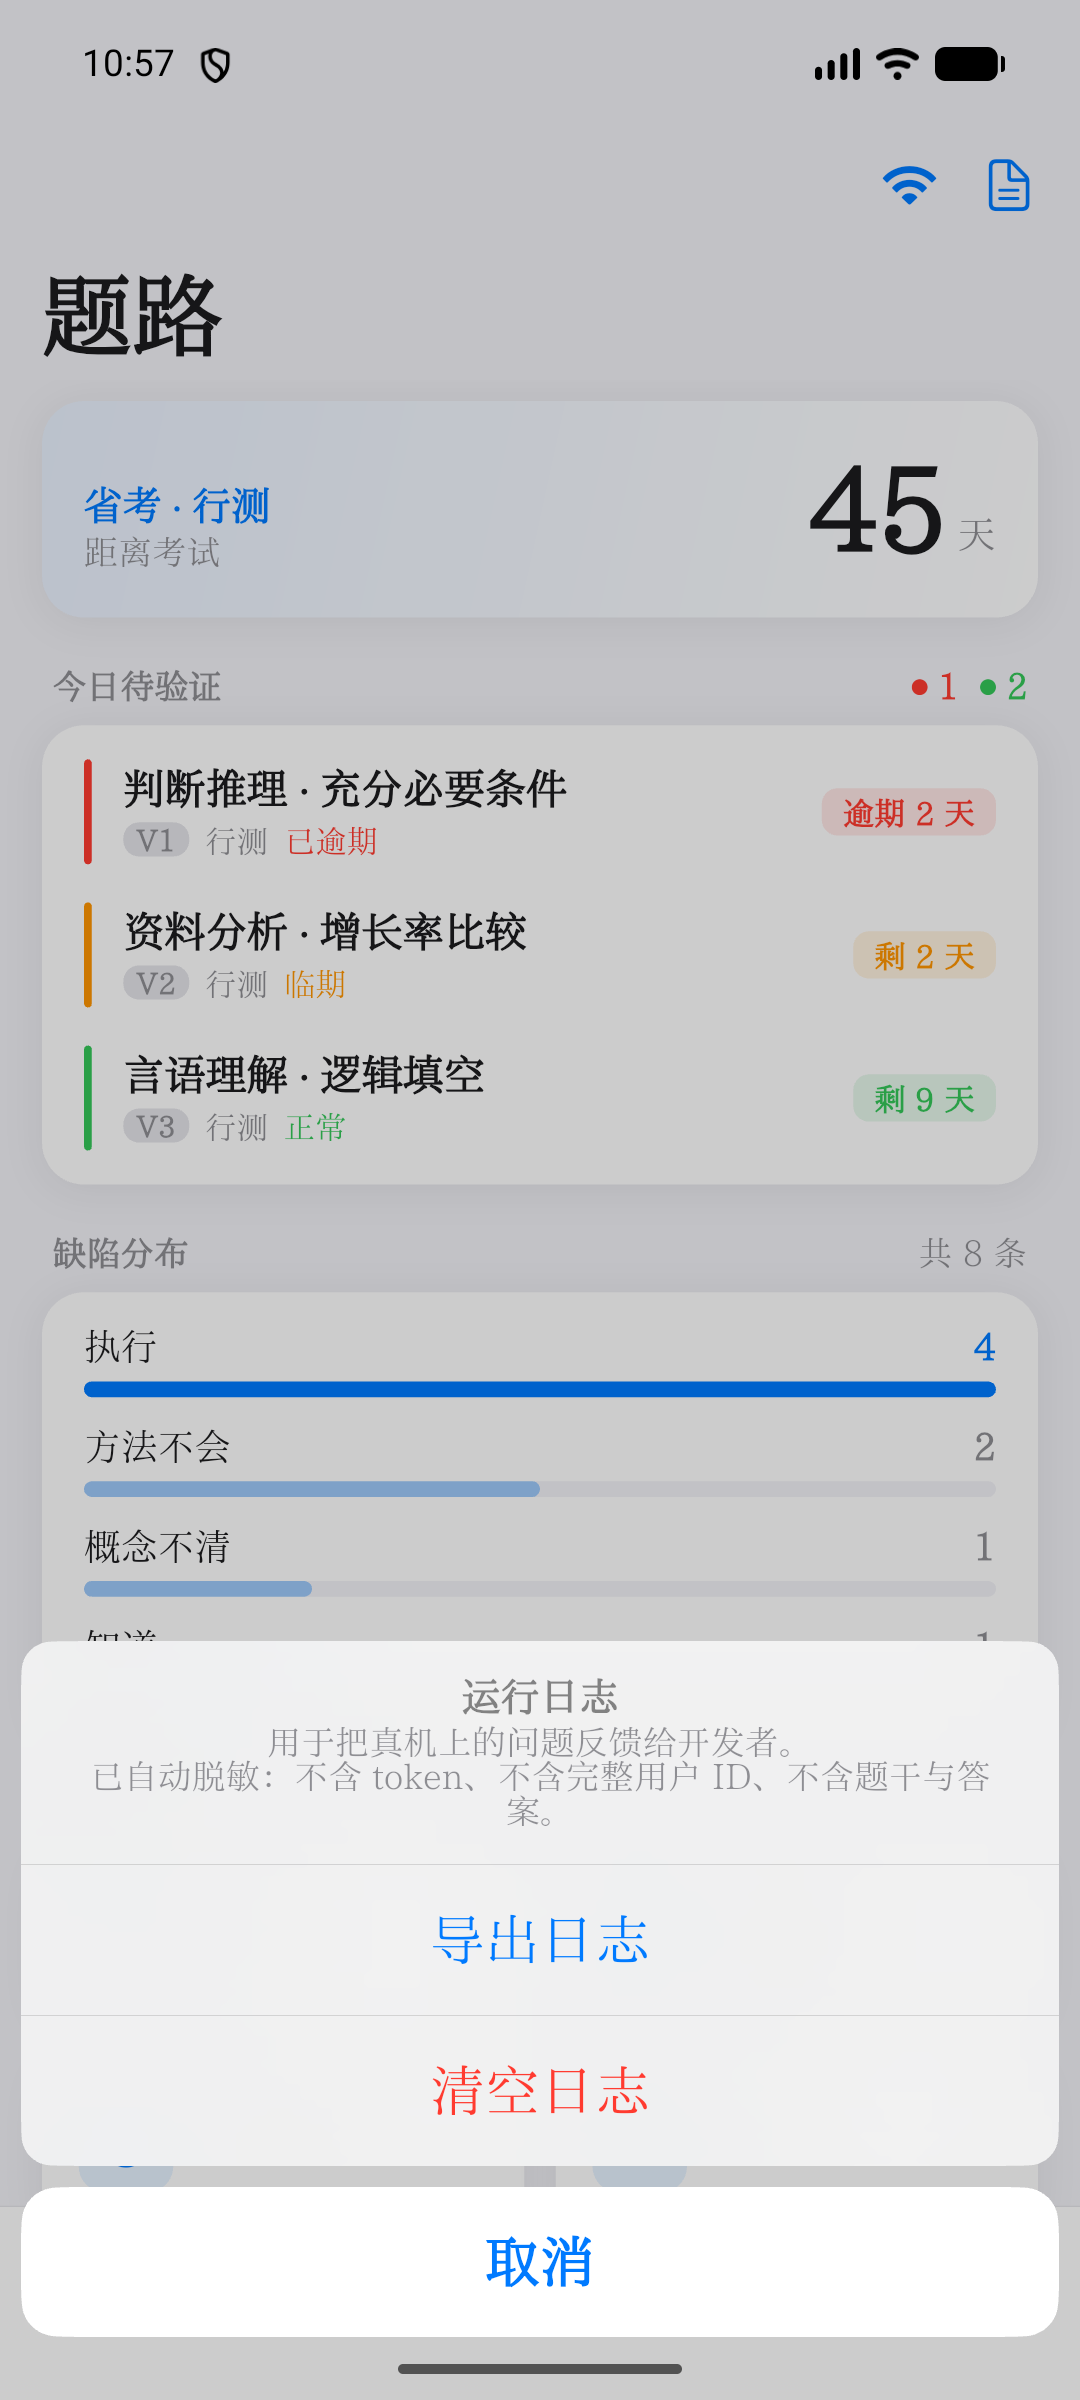 10:57
题路
省考 · 行测
距离考试
45 天
今日待验证
1 2
判断推理 · 充分必要条件
V1 行测 已逾期
逾期 2 天
资料分析 · 增长率比较
V2 行测 临期
剩 2 天
言语理解 · 逻辑填空
V3 行测 正常
剩 9 天
缺陷分布
共 8 条
执行
4
方法不会
2
概念不清
1
运行日志
用于把真机上的问题反馈给开发者。
已自动脱敏：不含 token、不含完整用户 ID、不含题干与答
案。
导出日志
清空日志
取消